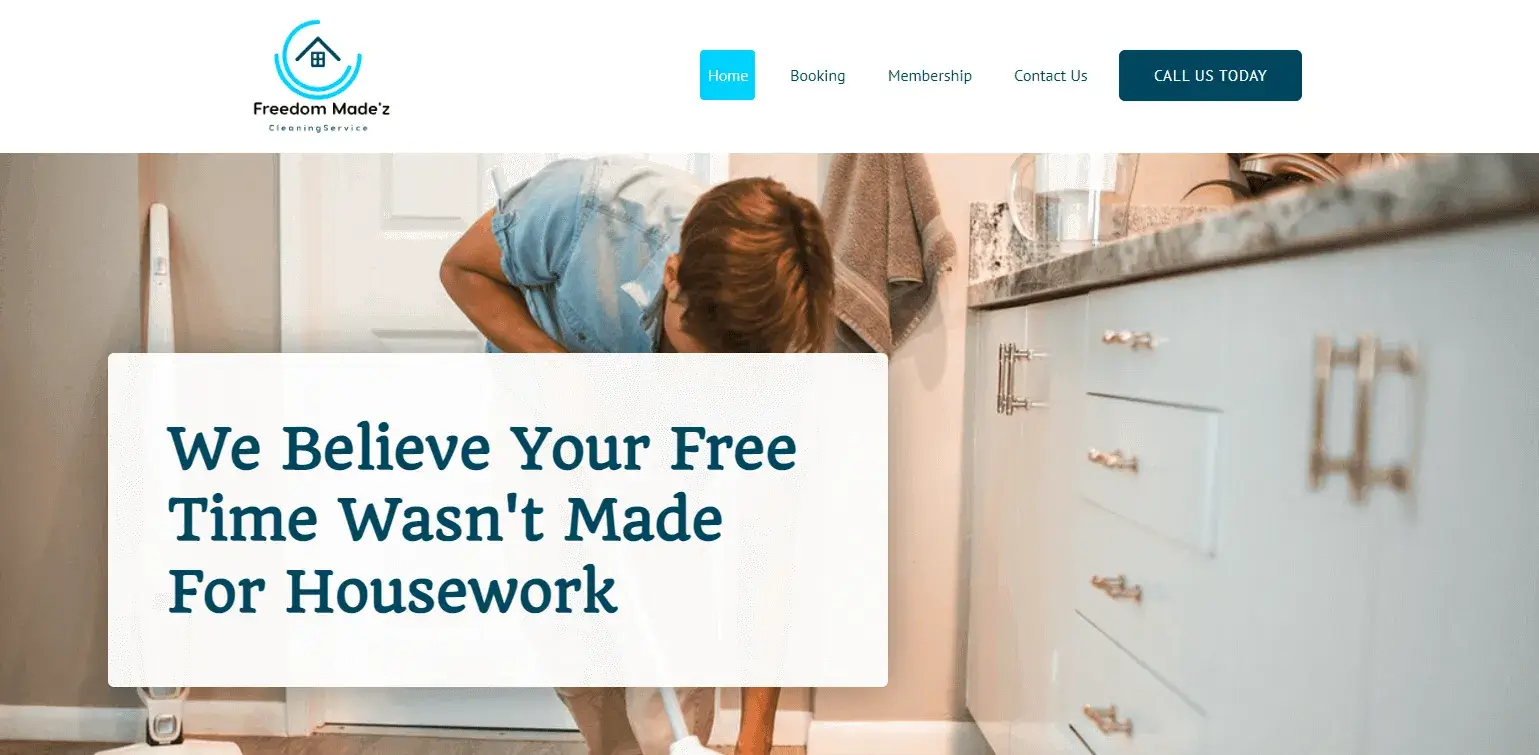 Freedom Made'z
CleaningService
Home
Booking
Membership
Contact Us
CALL US TODAY
We Believe Your Free
Time Wasn't Made
For Housework